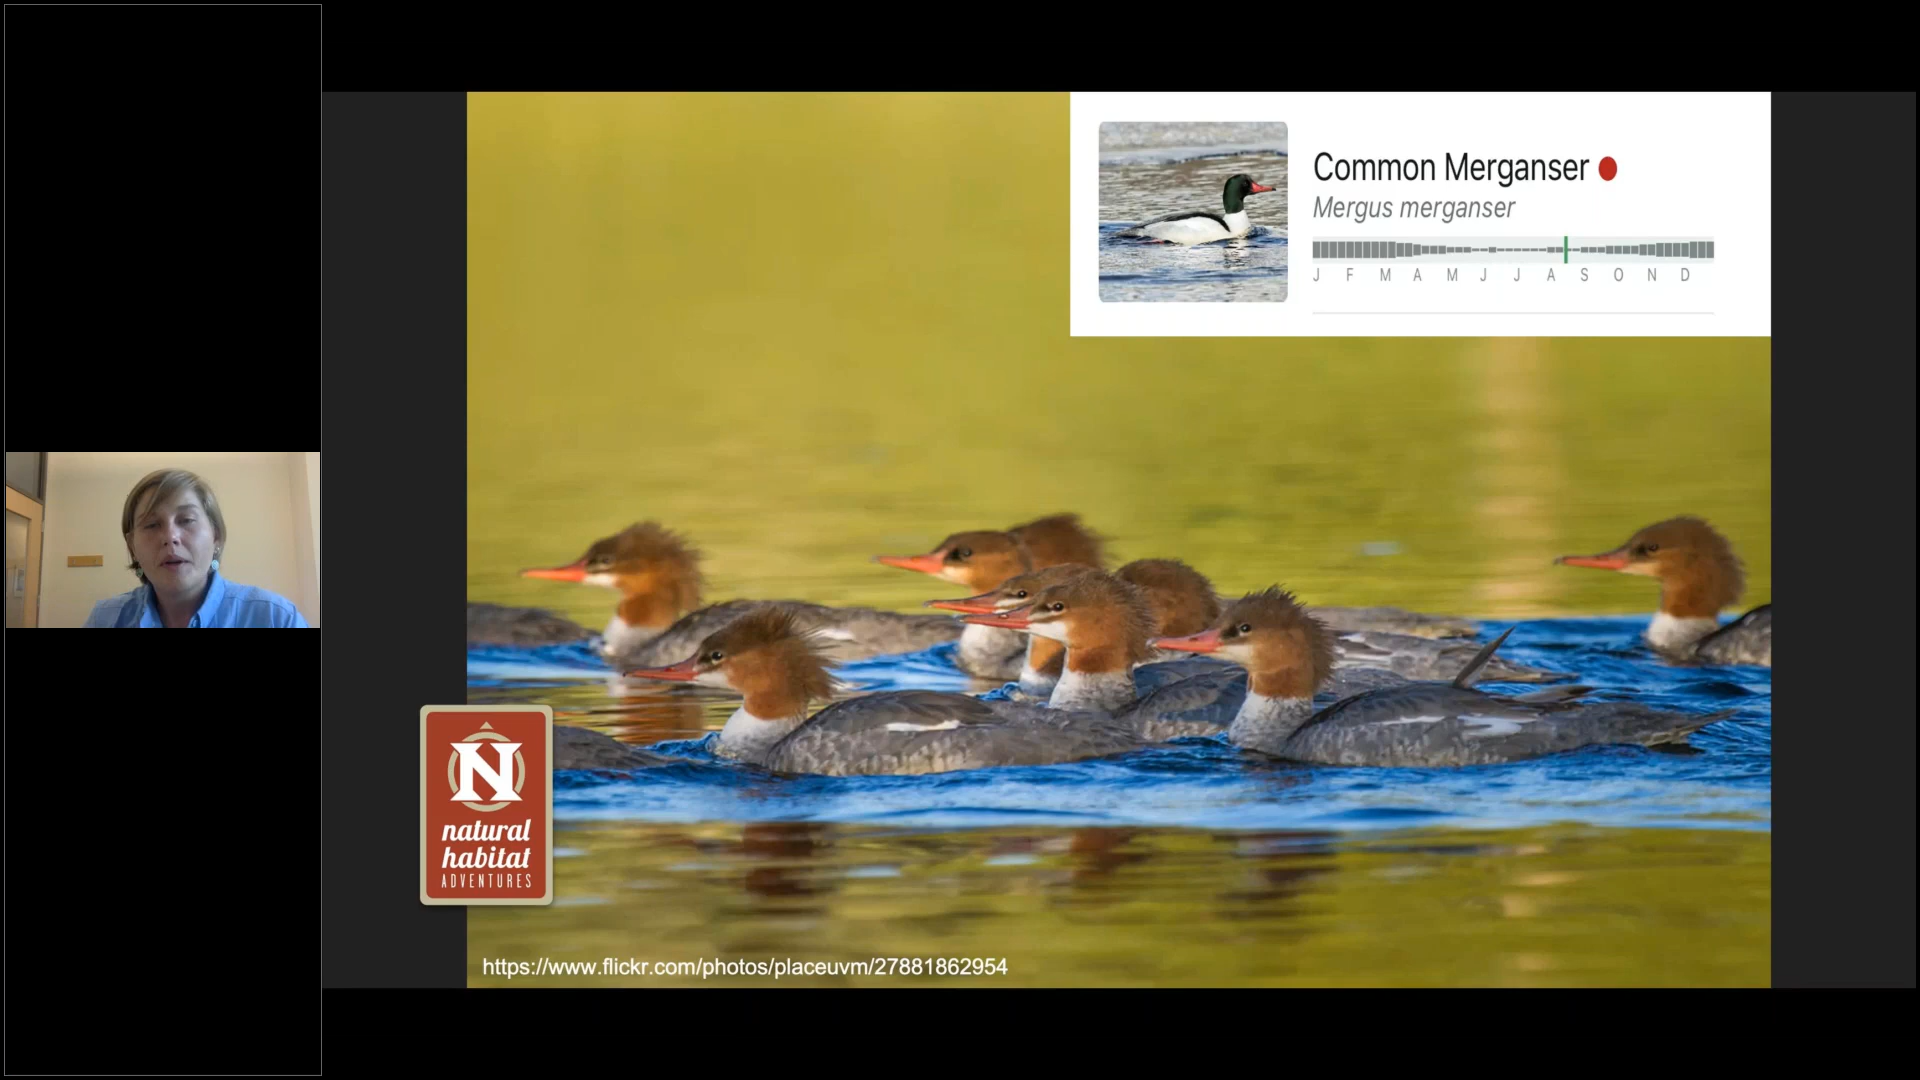 Common Merganser
Mergus merganser
J F M A M J J A S O N D
N
natural
habitat
ADVENTURES
https://www.flickr.com/photos/placeuvm/27881862954